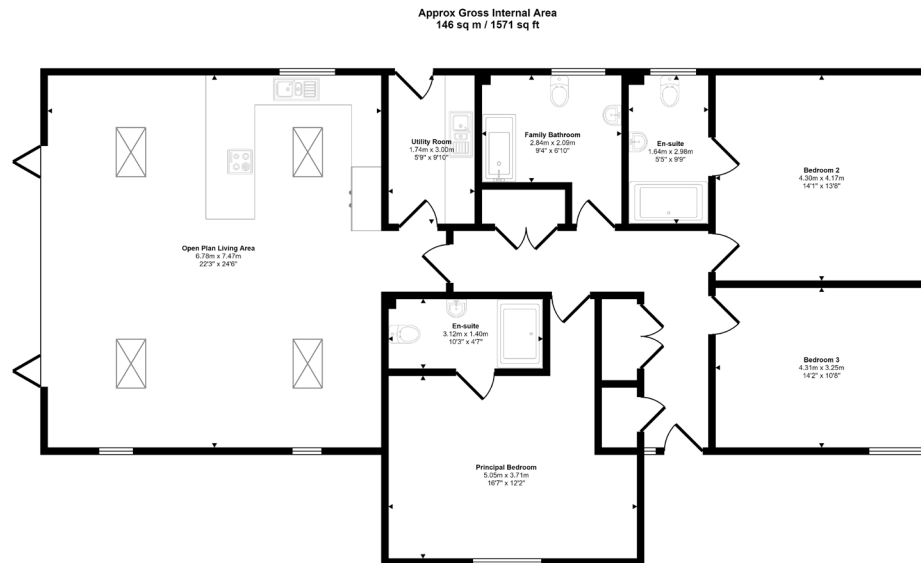 Approx Gross Internal Area
146 sq m / 1571 sq ft
Utility Room
1.74m x 3.00m
5'9" x 9'10"
Family Bathroom
2.84m x 2.09m
9'4" x 6'10"
En-suite
1.64m x 2.98m
5'5" x 9'9"
Bedroom 2
4.30m x 4.17m
14'1" x 13'8"
Open Plan Living Area
6.78m x 7.47m
22'3" x 24'6"
En-suite
3.12m x 1.40m
10'3" x 4'7"
Bedroom 3
4.31m x 3.25m
14'2" x 10'8"
Principal Bedroom
5.05m x 3.71m
16'7" x 12'2"